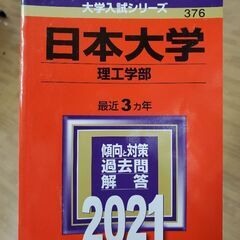 大学入試シリーズ
376
日本大学
理工学部
最近3カ年
傾向と対策
過去問
解答
2021